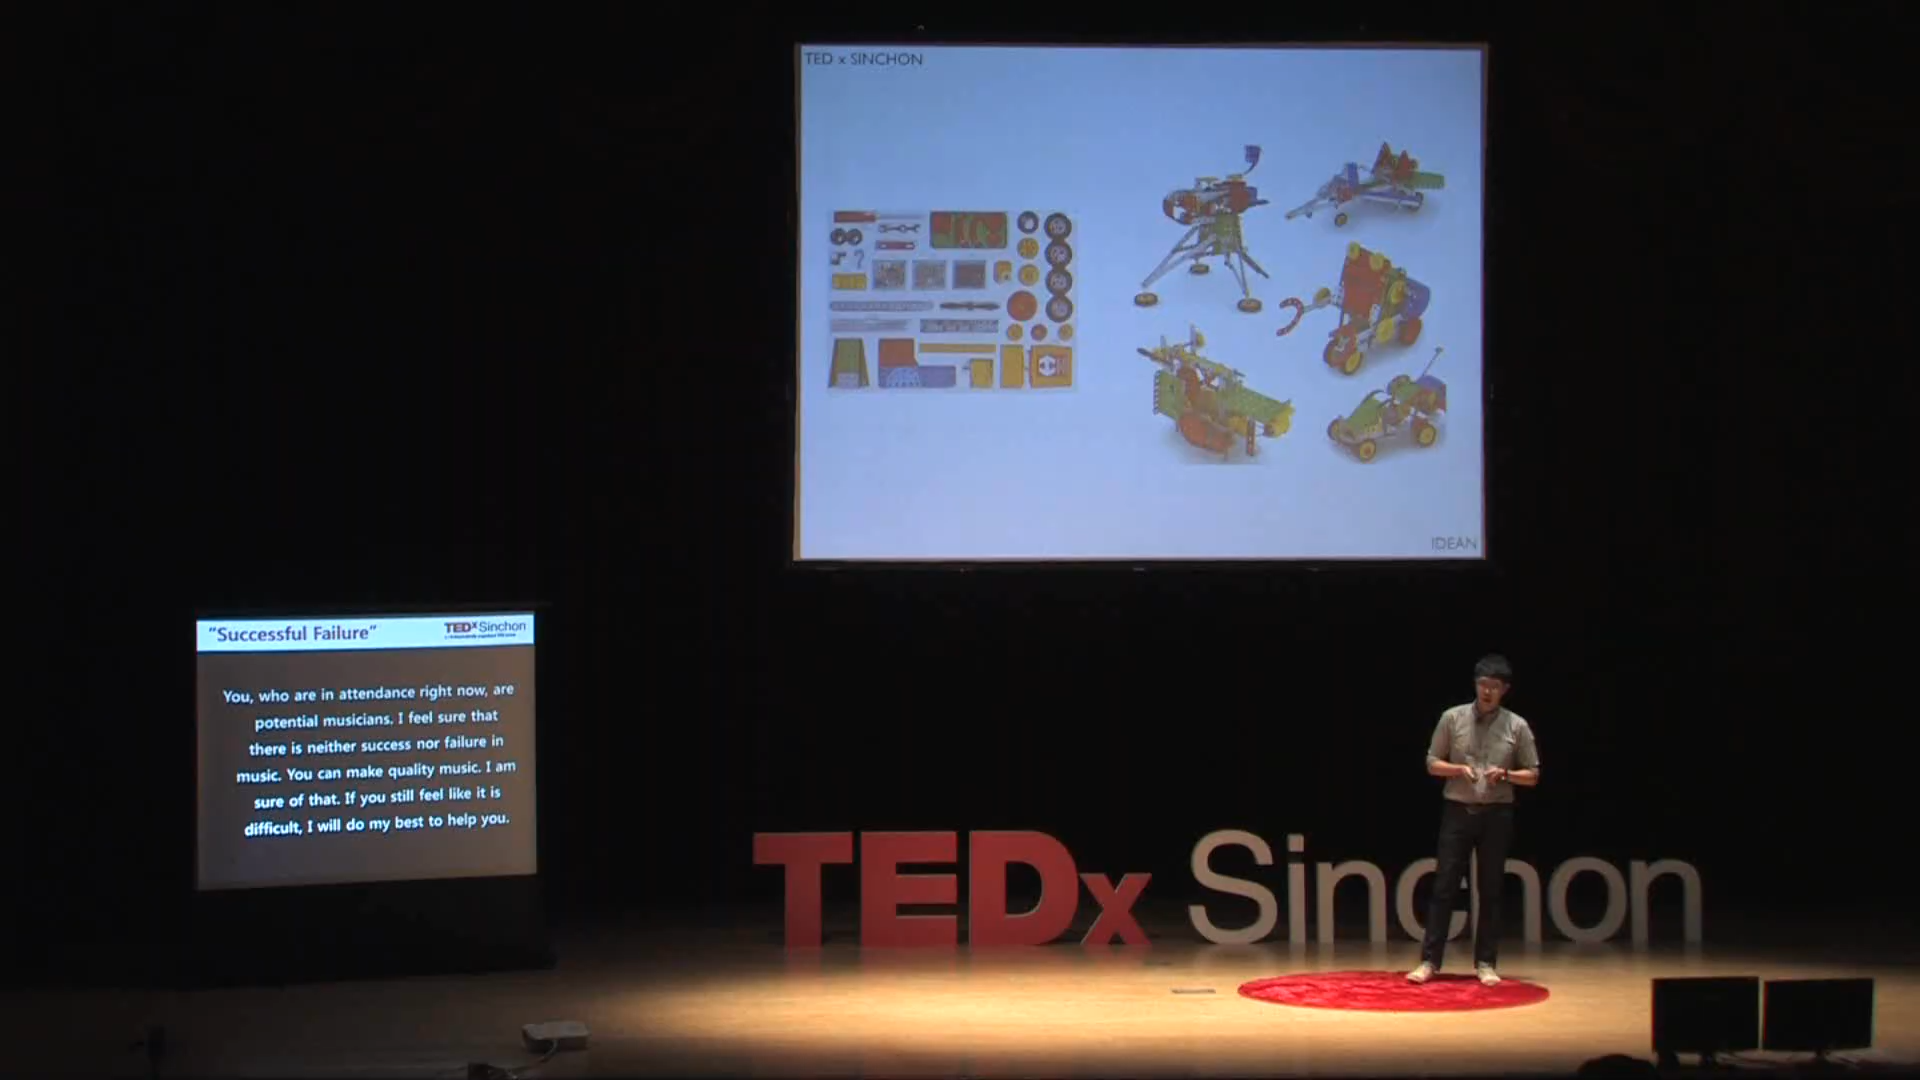 TED x SINCHON
IDEAN
"Successful Failure"
TEDxSinchon
You, who are in attendance right now, are
potential musicians. I feel sure that
there is neither success nor failure in
music. You can make quality music. I am
sure of that. If you still feel like it is
difficult, I will do my best to help you.
TEDx Sinchon